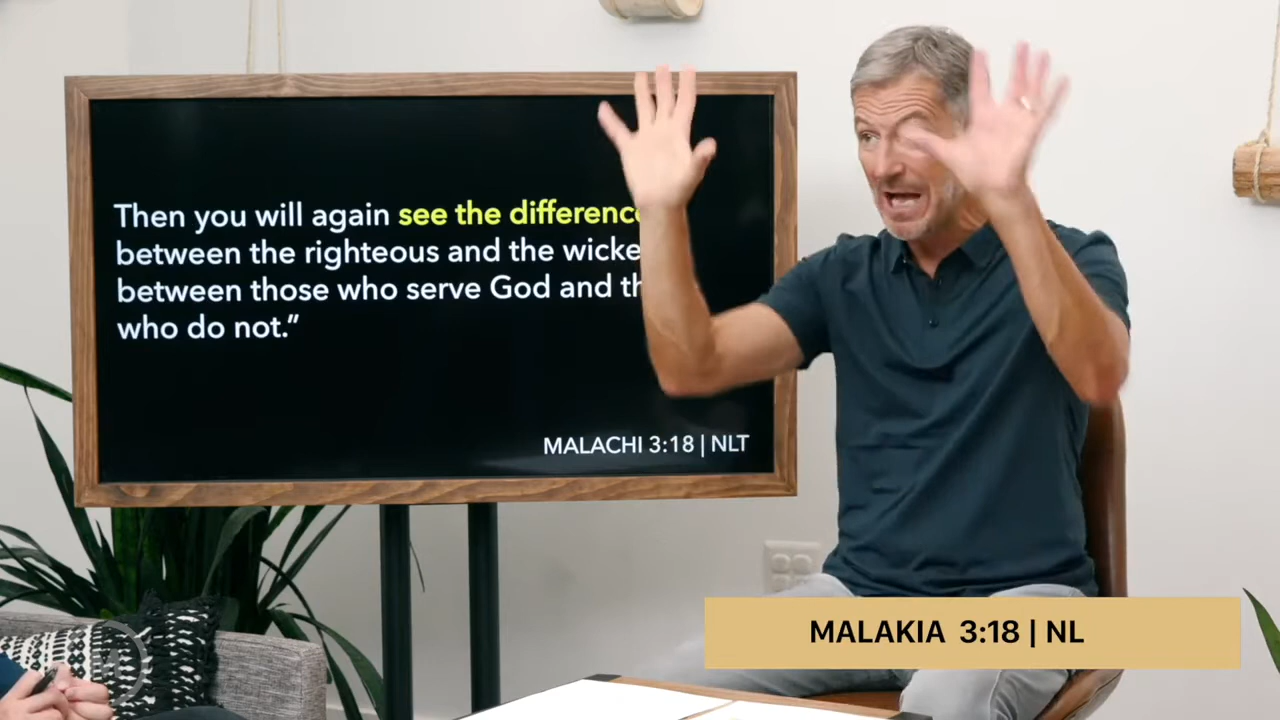 Then you will again see the difference
between the righteous and the wicke
between those who serve God and th
who do not.”
MALACHI 3:18 | NLT
MALAKIA 3:18 | NL